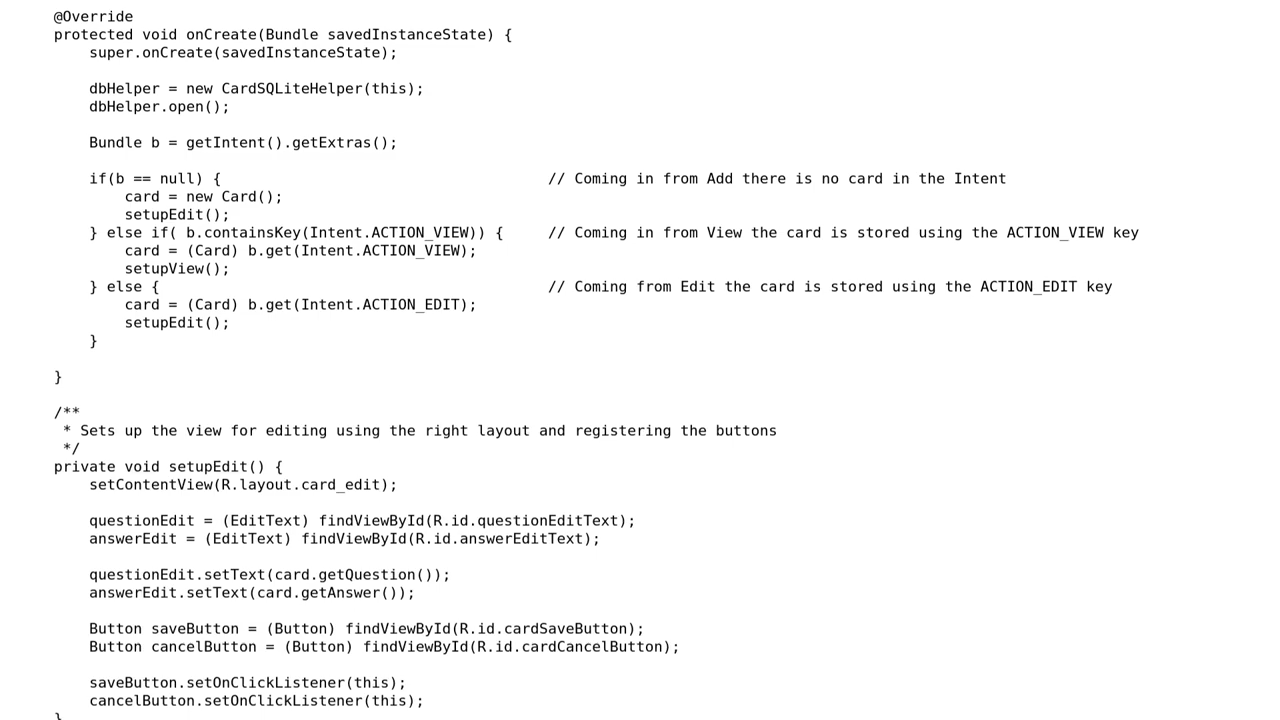 @Override
protected void onCreate(Bundle savedInstanceState) {
    super.onCreate(savedInstanceState);

    dbHelper = new CardSQLiteHelper(this);
    dbHelper.open();

    Bundle b = getIntent().getExtras();

    if(b == null) {                                     // Coming in from Add there is no card in the Intent
        card = new Card();
        setupEdit();
    } else if( b.containsKey(Intent.ACTION_VIEW)) {     // Coming in from View the card is stored using the ACTION_VIEW key
        card = (Card) b.get(Intent.ACTION_VIEW);
        setupView();
    } else {                                            // Coming from Edit the card is stored using the ACTION_EDIT key
        card = (Card) b.get(Intent.ACTION_EDIT);
        setupEdit();
    }

}

/**
 * Sets up the view for editing using the right layout and registering the buttons
 */
private void setupEdit() {
    setContentView(R.layout.card_edit);

    questionEdit = (EditText) findViewById(R.id.questionEditText);
    answerEdit = (EditText) findViewById(R.id.answerEditText);

    questionEdit.setText(card.getQuestion());
    answerEdit.setText(card.getAnswer());

    Button saveButton = (Button) findViewById(R.id.cardSaveButton);
    Button cancelButton = (Button) findViewById(R.id.cardCancelButton);

    saveButton.setOnClickListener(this);
    cancelButton.setOnClickListener(this);
}